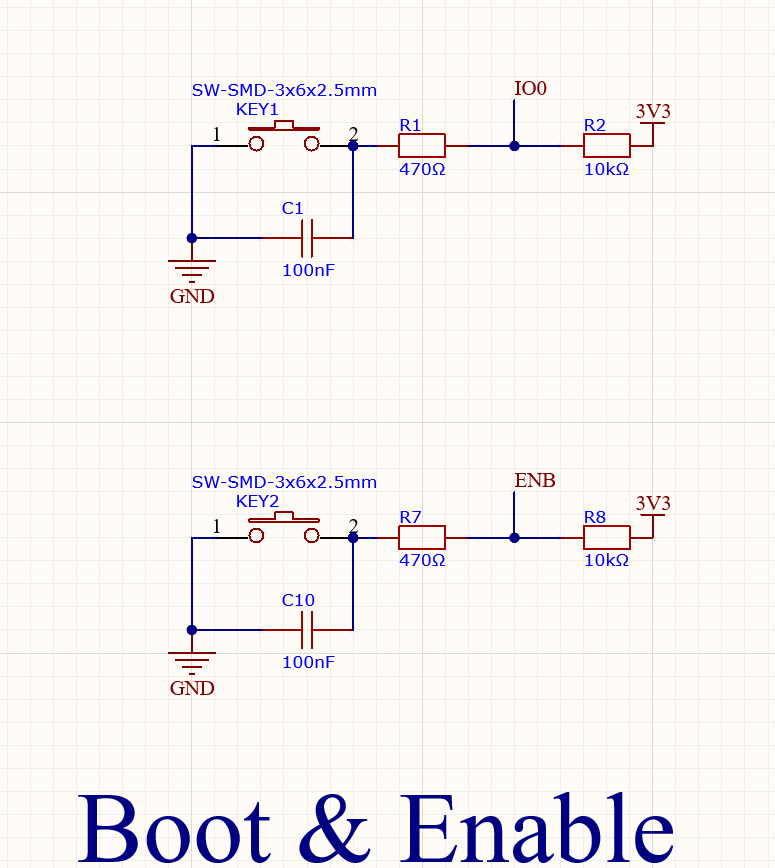 SW-SMD-3x6x2.5mm
KEY1
1
2
R1
470Ω
IO0
R2
10kΩ
3V3
C1
100nF
GND
SW-SMD-3x6x2.5mm
KEY2
1
2
R7
470Ω
ENB
R8
10kΩ
3V3
C10
100nF
GND
Boot & Enable